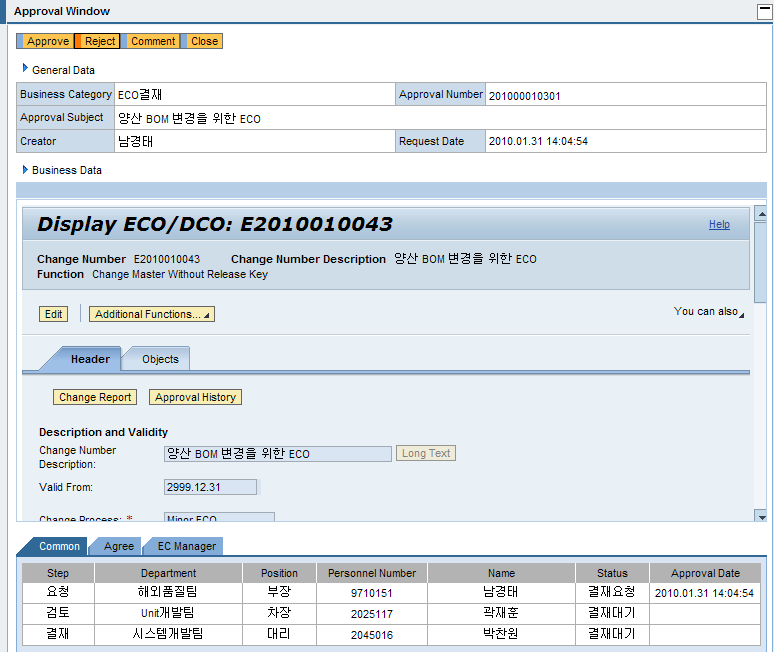 Approval Window
Approve Reject Comment Close
General Data
Business Category ECO결재 Approval Number 201000010301
Approval Subject 양산 BOM 변경을 위한 ECO
Creator 남경태 Request Date 2010.01.31 14:04:54
Business Data
Display ECO/DCO: E2010010043 Help
Change Number E2010010043 Change Number Description 양산 BOM 변경을 위한 ECO
Function Change Master Without Release Key
Edit Additional Functions... You can also
Header Objects
Change Report Approval History
Description and Validity
Change Number
Description: 양산 BOM 변경을 위한 ECO Long Text
Valid From: 2999.12.31
Change Process: * Minor ECO
Common Agree EC Manager
Step Department Position Personnel Number Name Status Approval Date
요청 해외품질팀 부장 9710151 남경태 결재요청 2010.01.31 14:04:54
검토 Unit개발팀 차장 2025117 곽재훈 결재대기
결재 시스템개발팀 대리 2045016 박찬원 결재대기